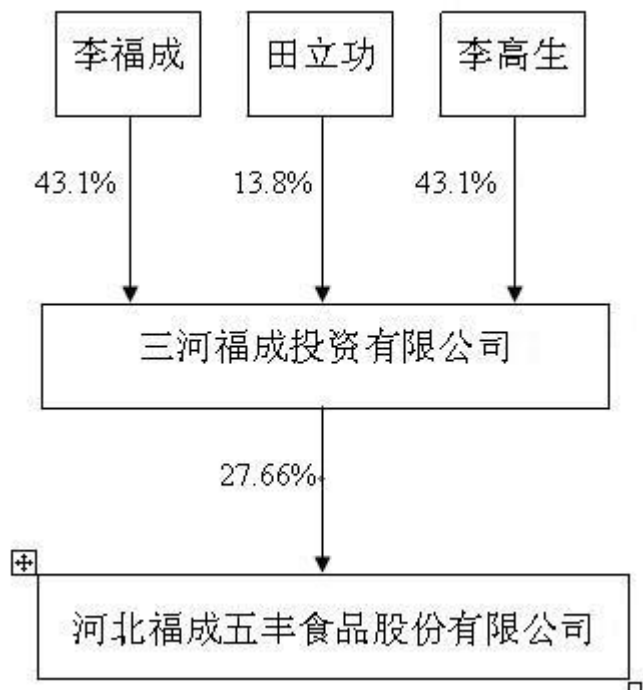 李福成 田立功 李高生
43.1% 13.8% 43.1%
三河福成投资有限公司
27.66%
河北福成五丰食品股份有限公司